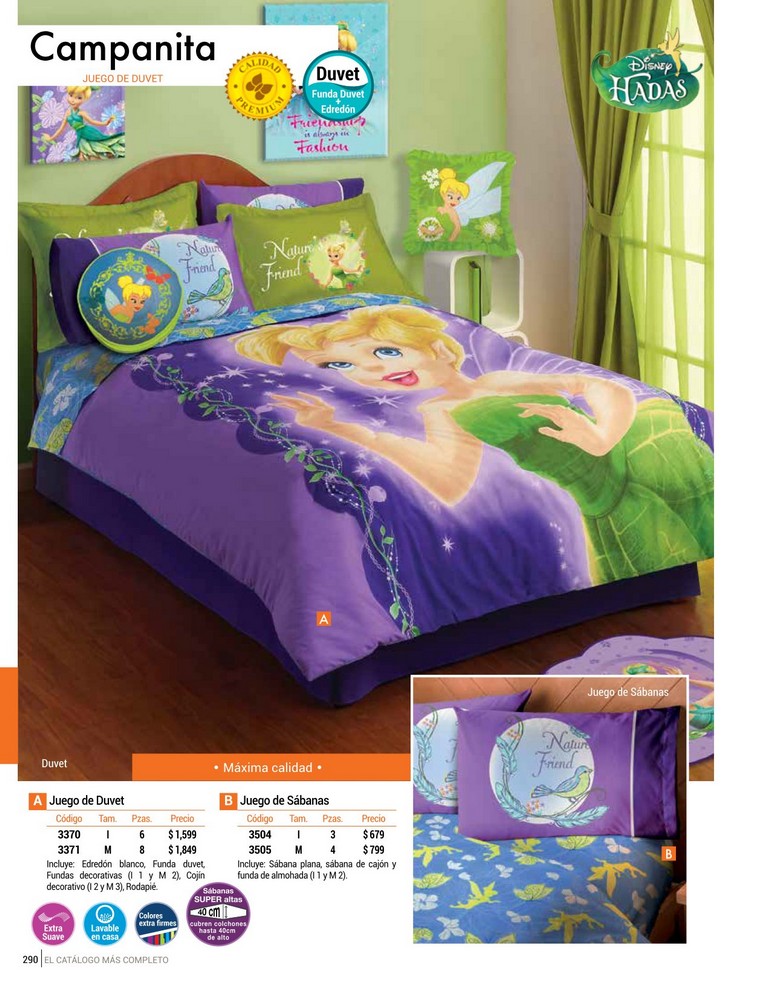 Campanita
JUEGO DE DUVET
CALIDAD
PREMIUM
Duvet
Funda Duvet
+
Edredón
Friendship
is always in
Fashion
Disney
HADAS
Nature
Friend
Nature
Friend
A
Juego de Sábanas
Nature
Friend
B
Duvet
• Máxima calidad •
A Juego de Duvet
Código Tam. Pzas. Precio
3370 I 6 $1,599
3371 M 8 $1,849
Incluye: Edredón blanco, Funda duvet,
Fundas decorativas (I 1 y M 2), Cojín
decorativo (I 2 y M 3), Rodapié.
B Juego de Sábanas
Código Tam. Pzas. Precio
3504 I 3 $679
3505 M 4 $799
Incluye: Sábana plana, sábana de cajón y
funda de almohada (I 1 y M 2).
Extra
Suave
Lavable
en casa
Colores
extra firmes
Sábanas
SUPER altas
40 cm
cubren colchones
hasta 40cm
de alto
290 EL CATÁLOGO MÁS COMPLETO